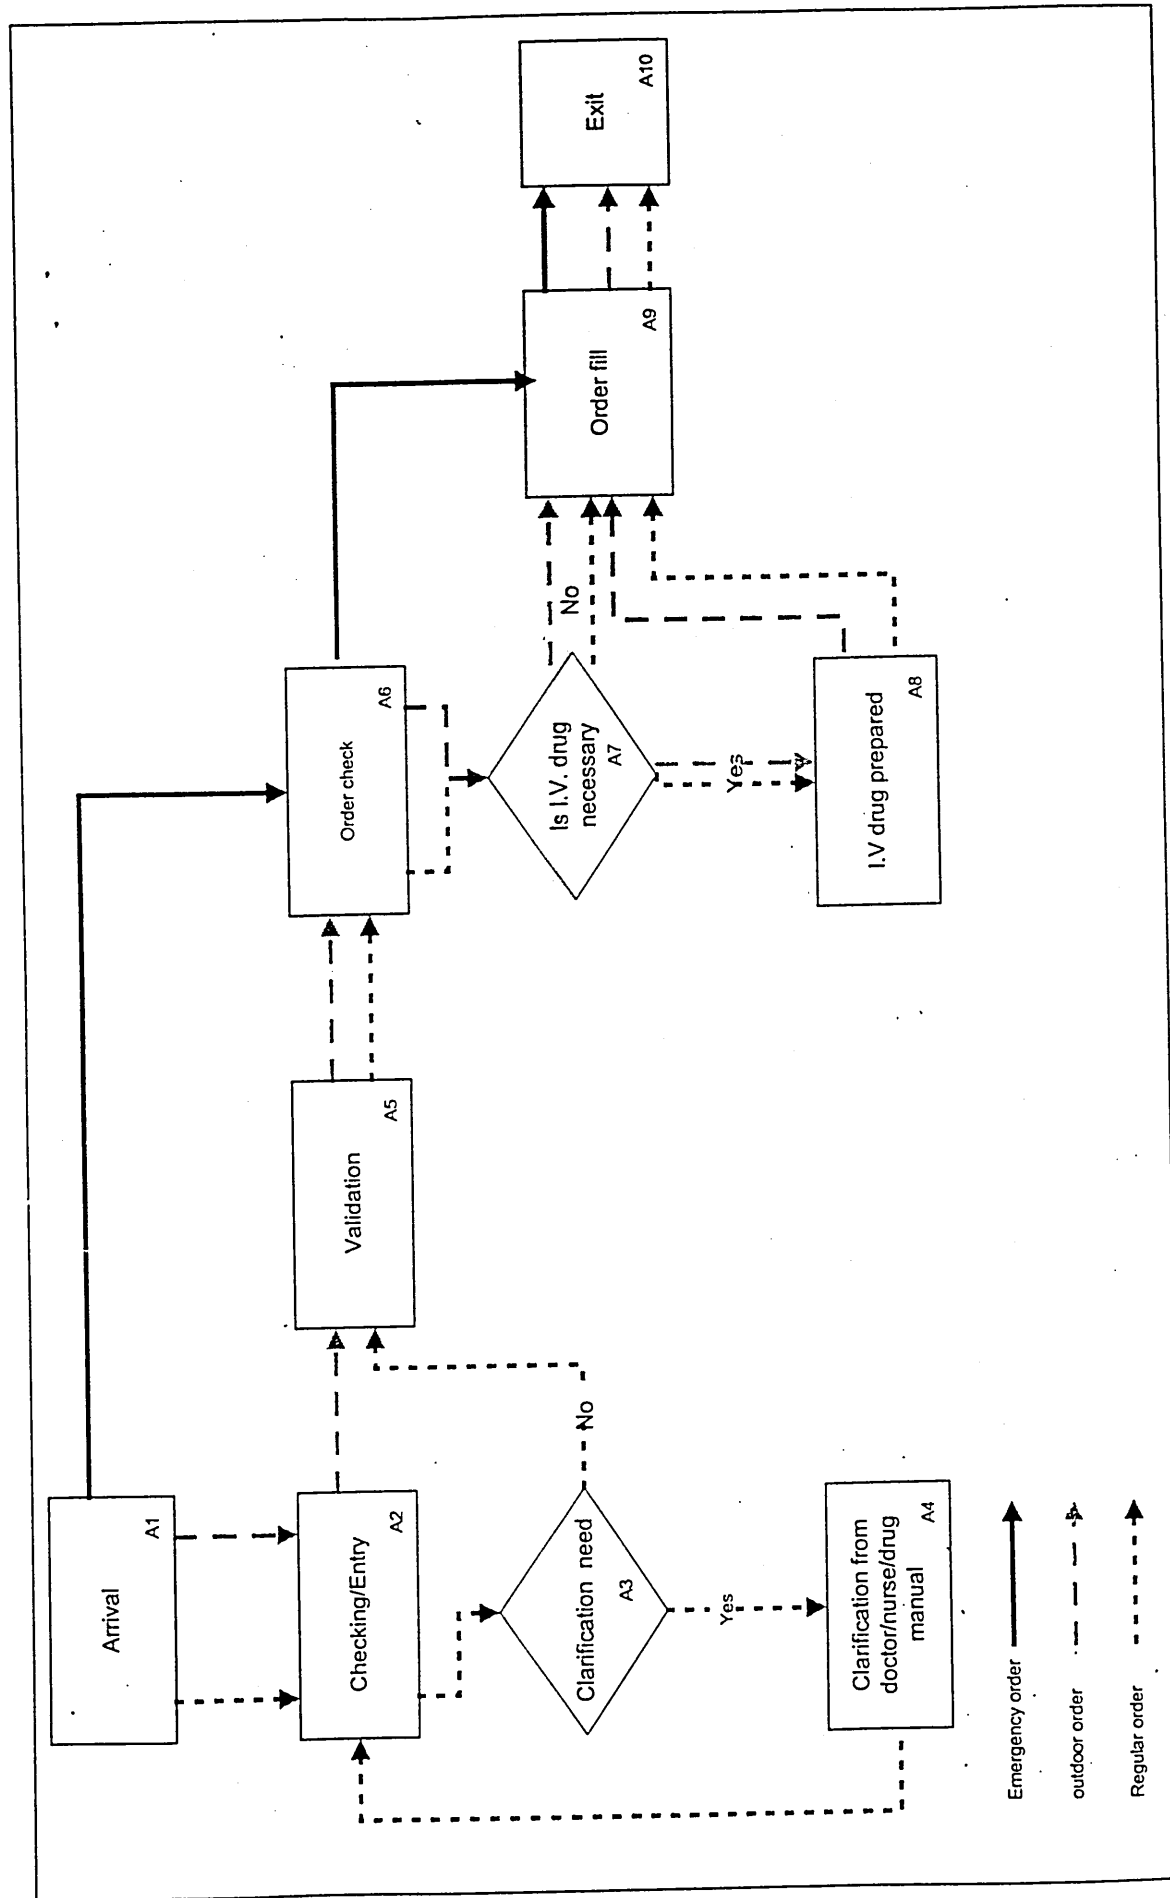 Arrival
A1
Checking/Entry
A2
Clarification need
A3
No
Yes
Clarification from
doctor/nurse/drug
manual
A4
Validation
A5
Order check
A6
Is I.V. drug
necessary
A7
No
Yes
I.V drug prepared
A8
Order fill
A9
Exit
A10
Emergency order
outdoor order
Regular order